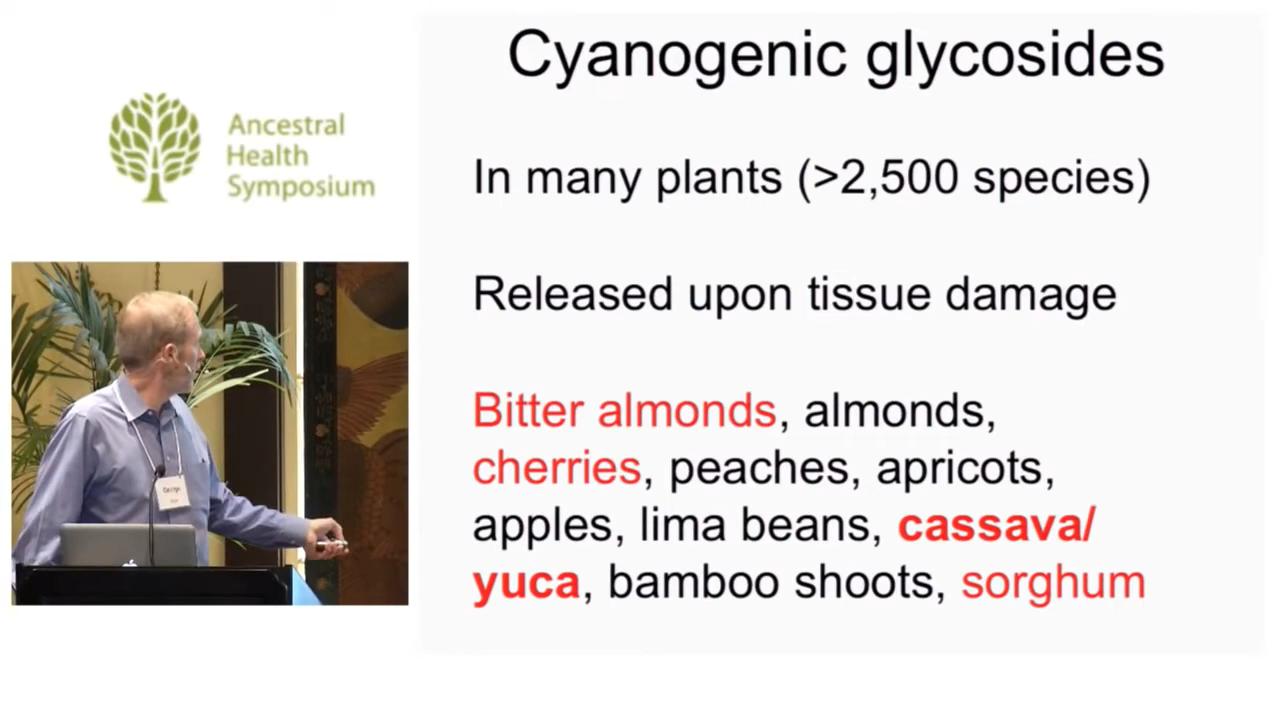 Cyanogenic glycosides
Ancestral
Health
Symposium
In many plants (>2,500 species)
Released upon tissue damage
Bitter almonds, almonds,
cherries, peaches, apricots,
apples, lima beans, cassava/
yuca, bamboo shoots, sorghum
George